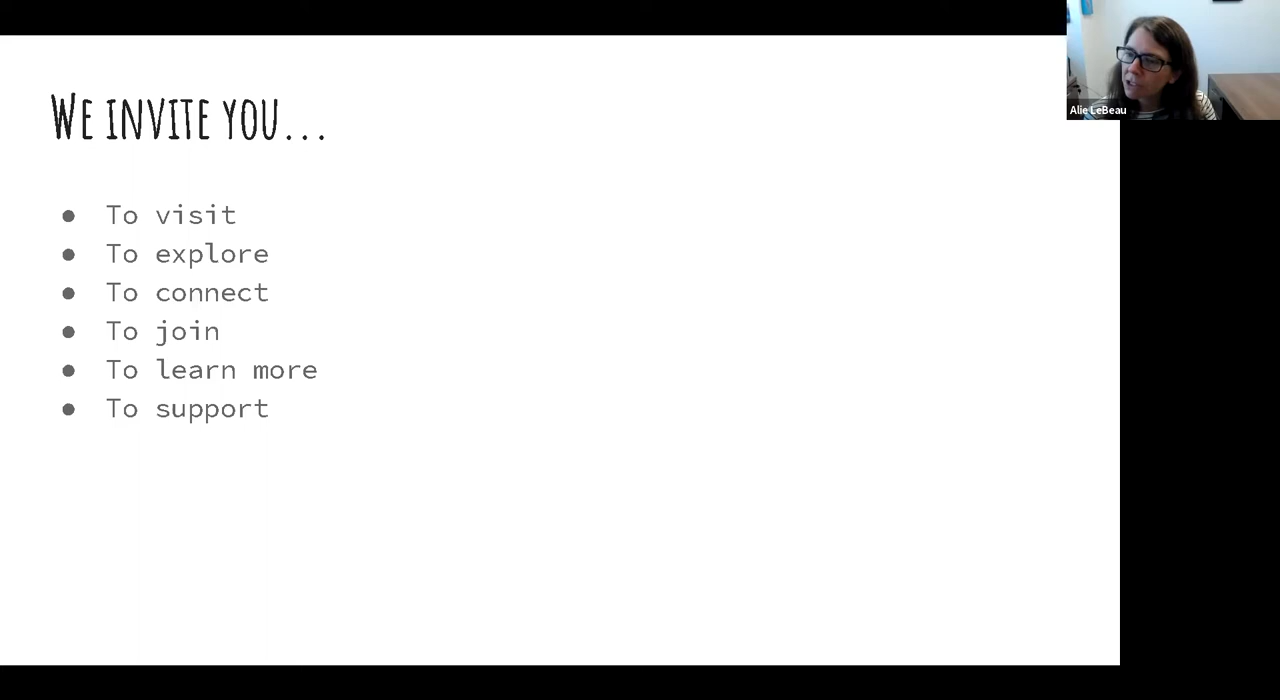 We invite you...
● To visit
● To explore
● To connect
● To join
● To learn more
● To support
Alie LeBeau